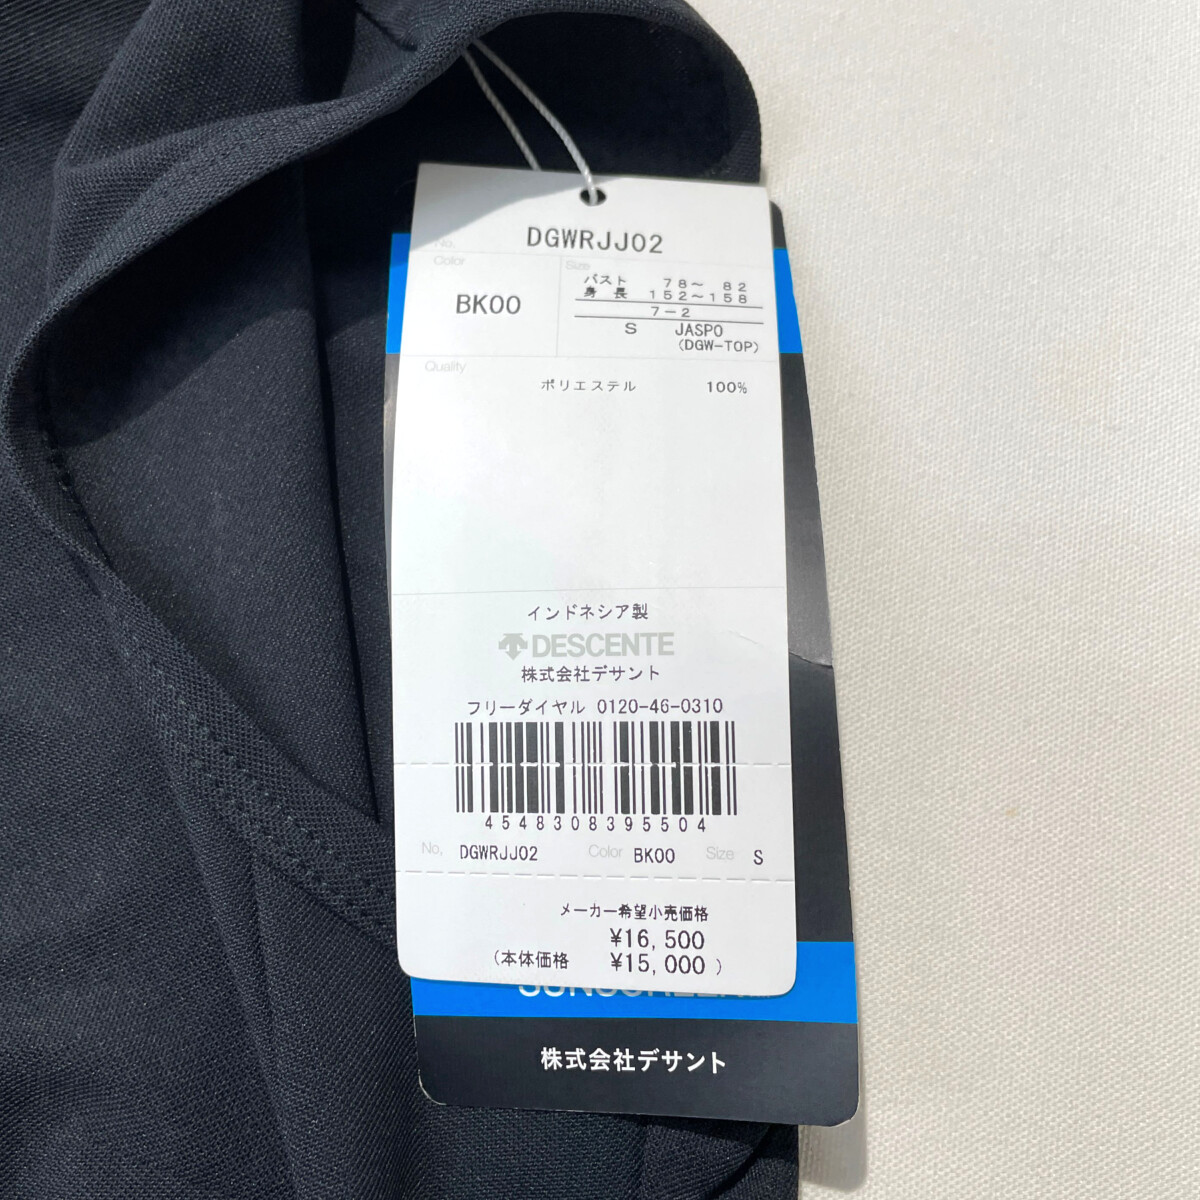 No. DGWRJJ02
Color
BK00
Size
バスト 78～ 82
身 長 152～158
7-2
S JASPO
(DGW-TOP)
Quality
ポリエステル 100%
インドネシア製
DESCENTE
株式会社デサント
フリーダイヤル 0120-46-0310
4548308395504
No, DGWRJJ02 Color BK00 Size S
メーカー希望小売価格
¥16,500
(本体価格 ¥15,000)
株式会社デサント